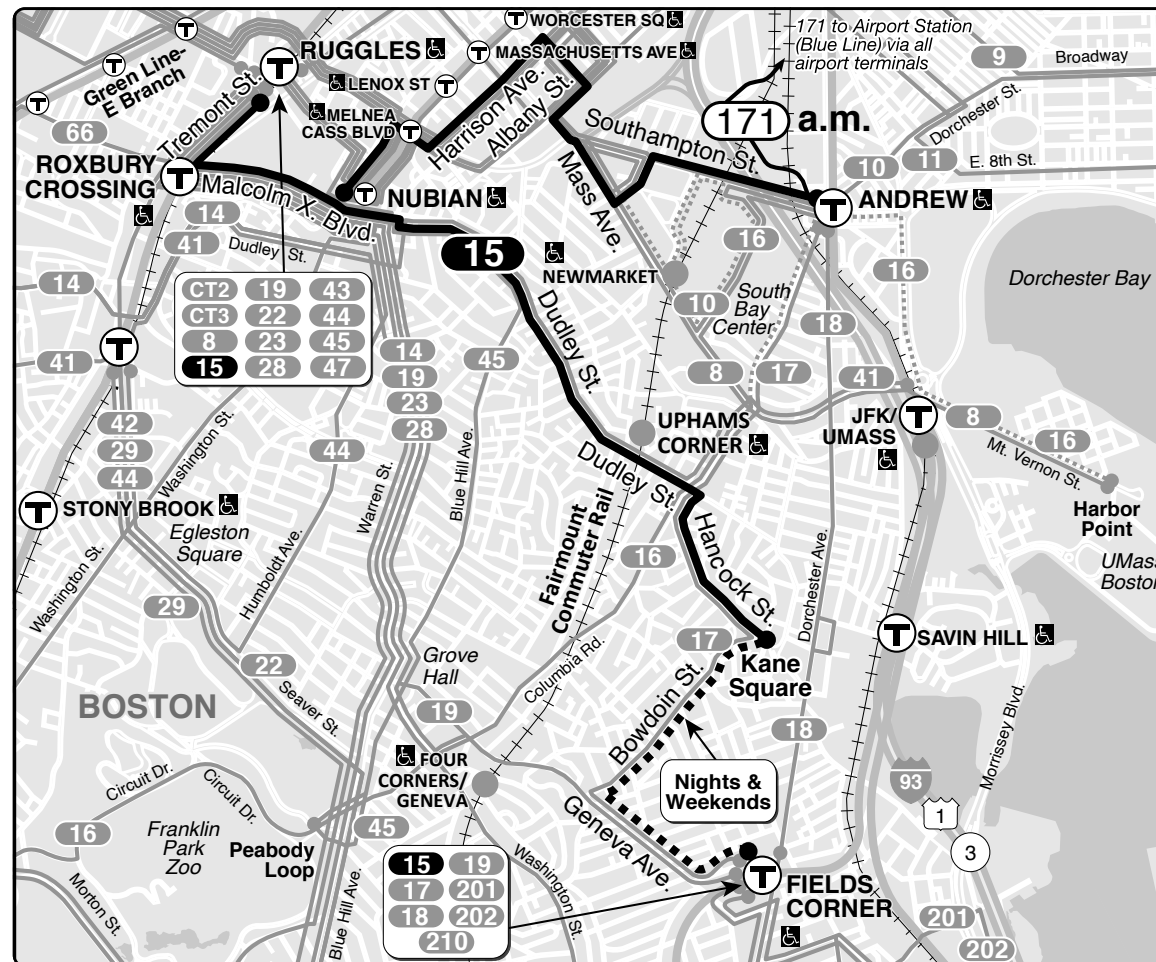 WORCESTER SQ
RUGGLES
MASSACHUSETTS AVE
171 to Airport Station
(Blue Line) via all
airport terminals
9
Broadway
Green Line-
E Branch
LENOX ST
Tremont St.
MELNEA
CASS BLVD
Harrison Ave.
Albany St.
171 a.m.
Dorchester St.
66
Southampton St.
10
11
E. 8th St.
ROXBURY
CROSSING
Malcolm X. Blvd.
NUBIAN
Mass Ave.
ANDREW
14
41
Dudley St.
15
16
NEWMARKET
16
Dorchester Bay
14
CT2
19
43
CT3
22
44
8
23
45
15
28
47
Dudley St.
10
South
Bay
Center
18
14
19
23
28
45
8
17
41
41
JFK/
UMASS
8
16
Mt. Vernon St.
42
29
44
Washington St.
44
UPHAMS
CORNER
Dudley St.
STONY BROOK
Egleston
Square
Warren St.
Blue Hill Ave.
Harbor
Point
UMass
Boston
Washington St.
Humboldt Ave.
Fairmount
Commuter Rail
16
Hancock St.
Dorchester Ave.
29
22
Seaver St.
Grove
Hall
Columbia Rd.
17
Kane
Square
SAVIN HILL
BOSTON
19
Bowdoin St.
18
Morrissey Blvd.
Circuit Dr.
Circuit Dr.
FOUR
CORNERS/
GENEVA
Nights &
Weekends
93
1
3
16
Franklin
Park
Zoo
Peabody
Loop
45
Geneva Ave.
Morton St.
Blue Hill Ave.
15
19
17
201
18
202
210
Washington St.
FIELDS
CORNER
201
202